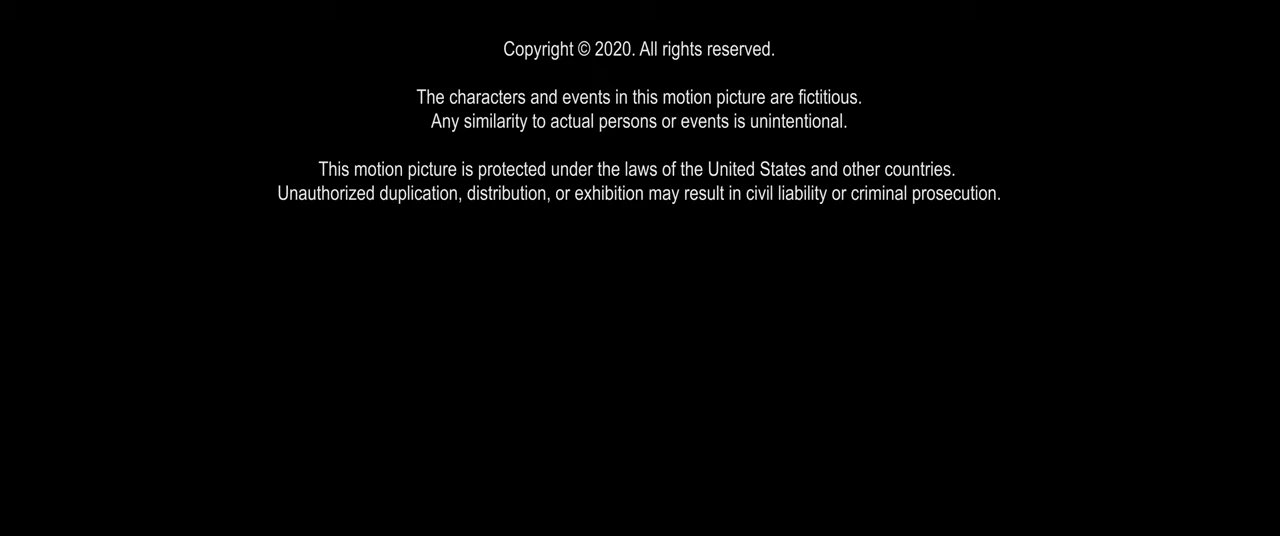 Copyright © 2020. All rights reserved.
The characters and events in this motion picture are fictitious.
Any similarity to actual persons or events is unintentional.
This motion picture is protected under the laws of the United States and other countries.
Unauthorized duplication, distribution, or exhibition may result in civil liability or criminal prosecution.